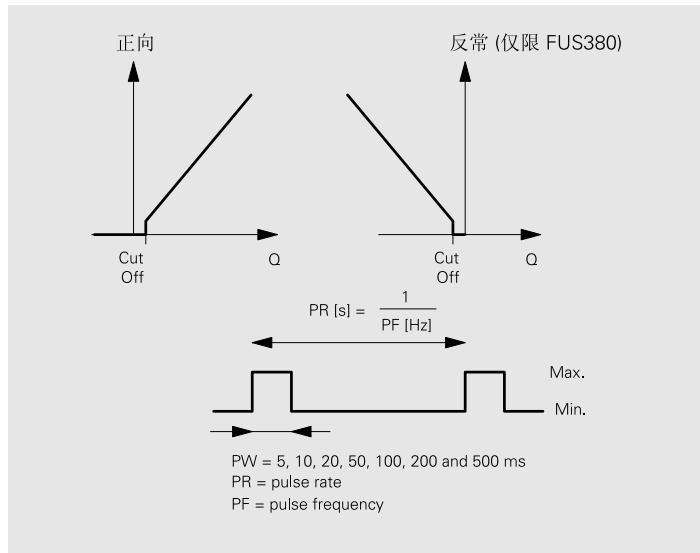 正向
反常 (仅限 FUS380)
Cut
Off
Q
Cut
Off
Q
PR [s] = 1 / PF [Hz]
Max.
Min.
PW = 5, 10, 20, 50, 100, 200 and 500 ms
PR = pulse rate
PF = pulse frequency